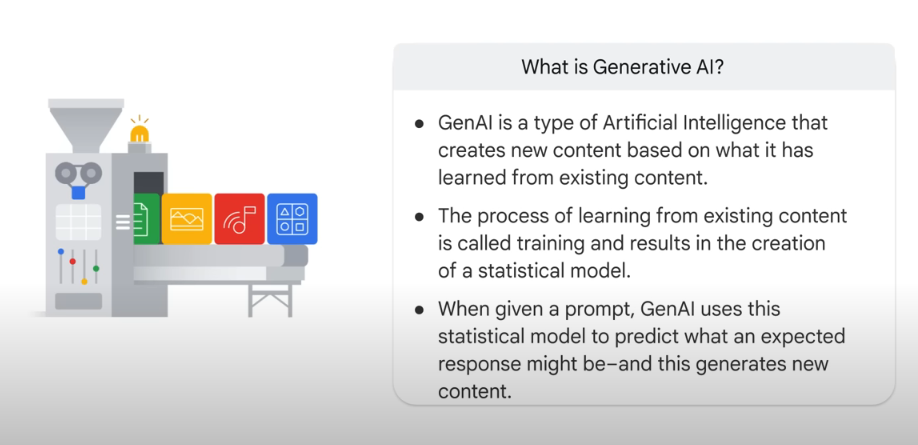 What is Generative AI?
● GenAI is a type of Artificial Intelligence that
creates new content based on what it has
learned from existing content.
● The process of learning from existing content
is called training and results in the creation
of a statistical model.
● When given a prompt, GenAI uses this
statistical model to predict what an expected
response might be–and this generates new
content.